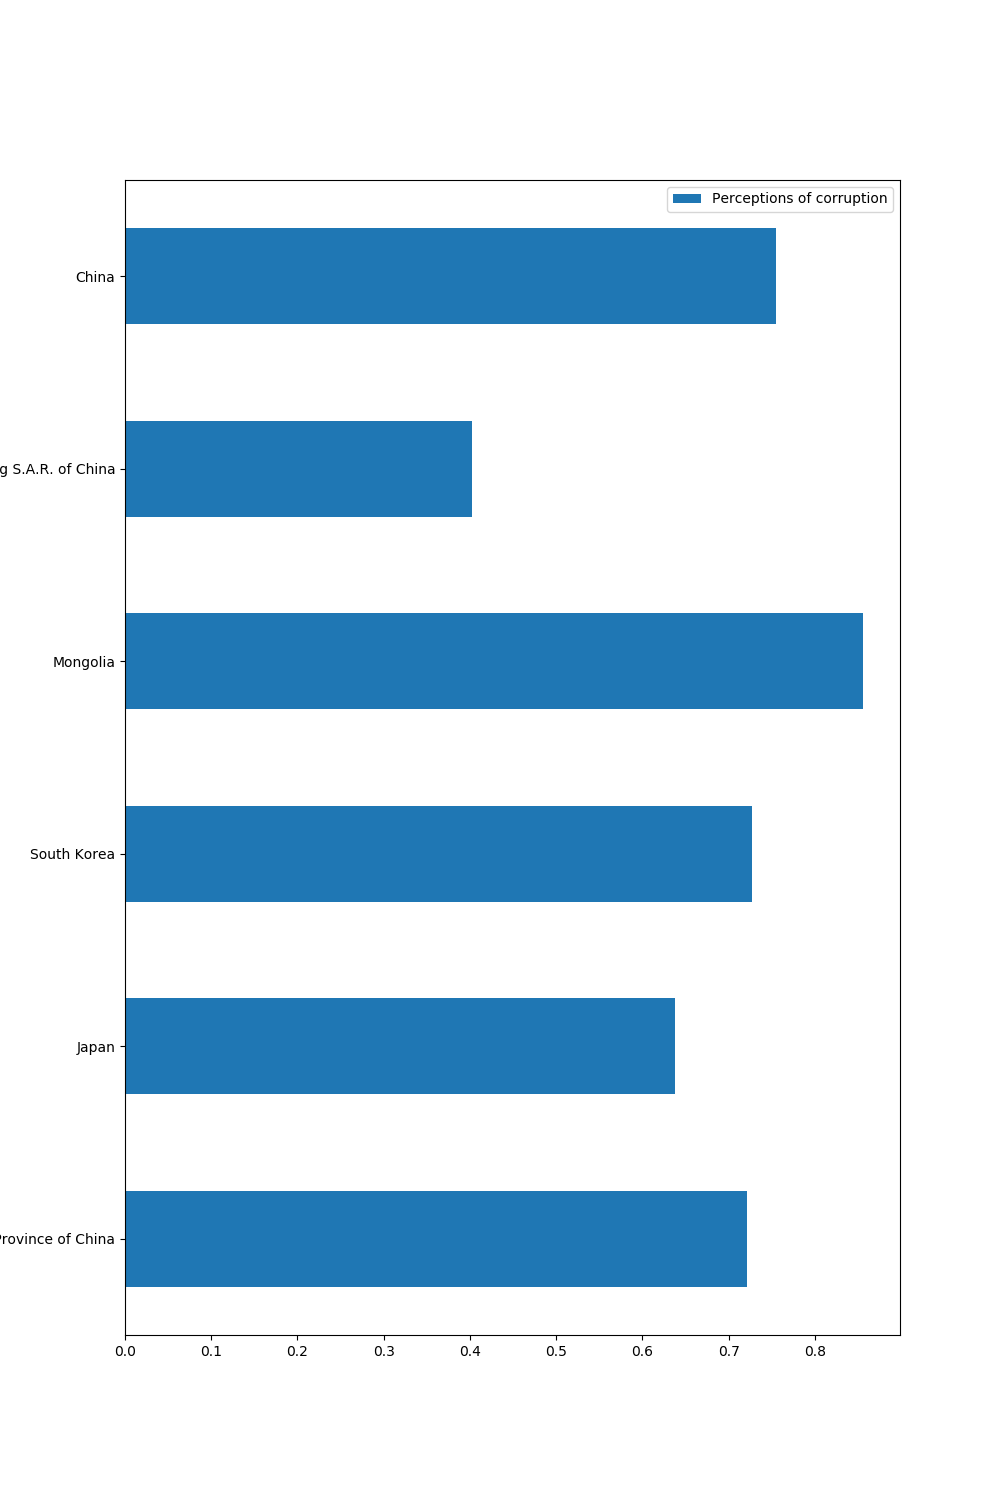 Perceptions of corruption
China
g S.A.R. of China
Mongolia
South Korea
Japan
rovince of China
0.0 0.1 0.2 0.3 0.4 0.5 0.6 0.7 0.8